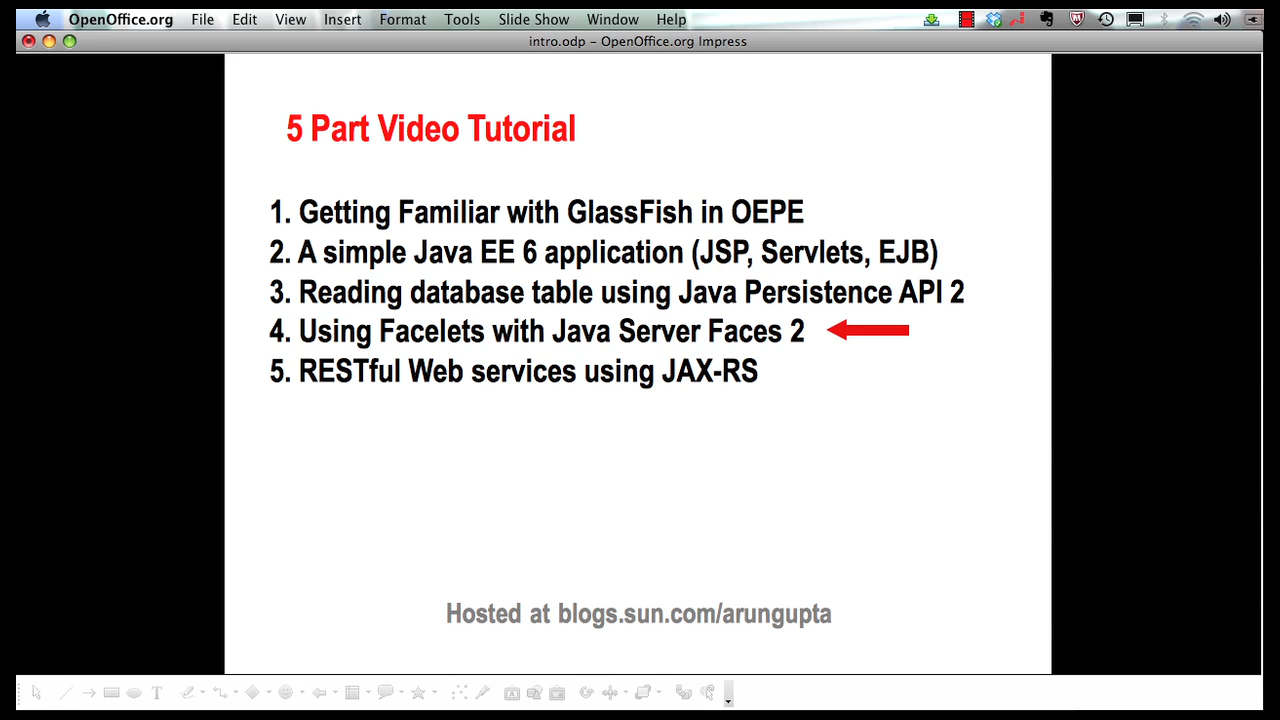 OpenOffice.org File Edit View Insert Format Tools Slide Show Window Help
intro.odp – OpenOffice.org Impress
5 Part Video Tutorial
1. Getting Familiar with GlassFish in OEPE
2. A simple Java EE 6 application (JSP, Servlets, EJB)
3. Reading database table using Java Persistence API 2
4. Using Facelets with Java Server Faces 2
5. RESTful Web services using JAX-RS
Hosted at blogs.sun.com/arungupta